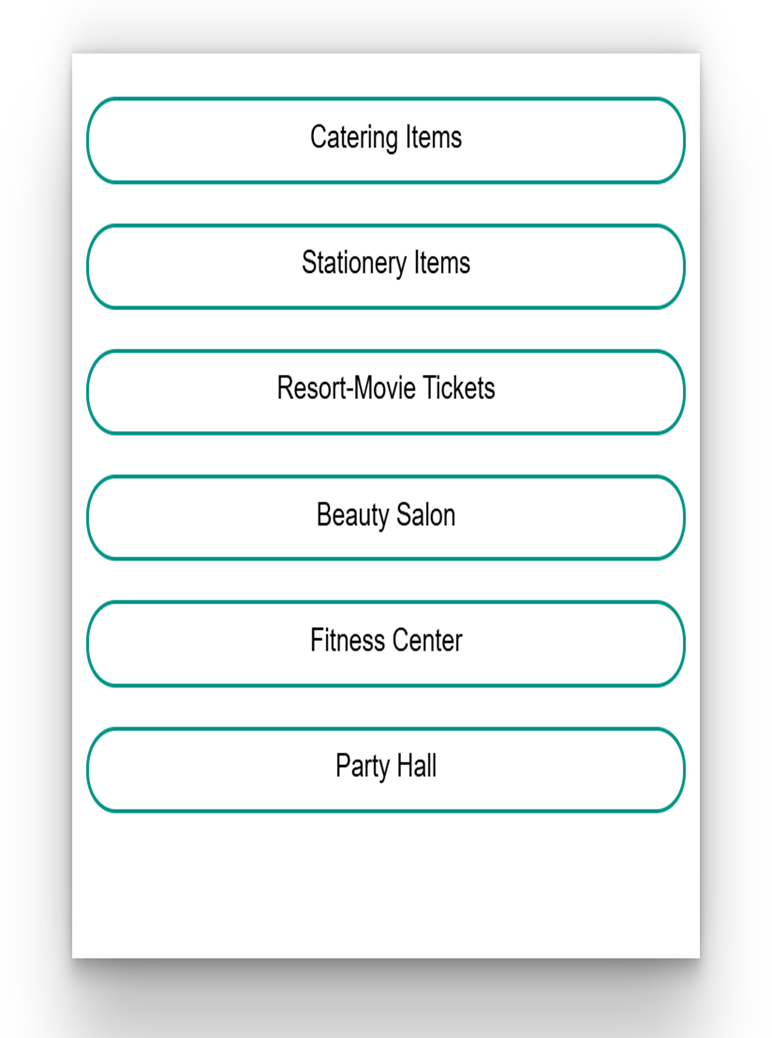 Catering Items
Stationery Items
Resort-Movie Tickets
Beauty Salon
Fitness Center
Party Hall